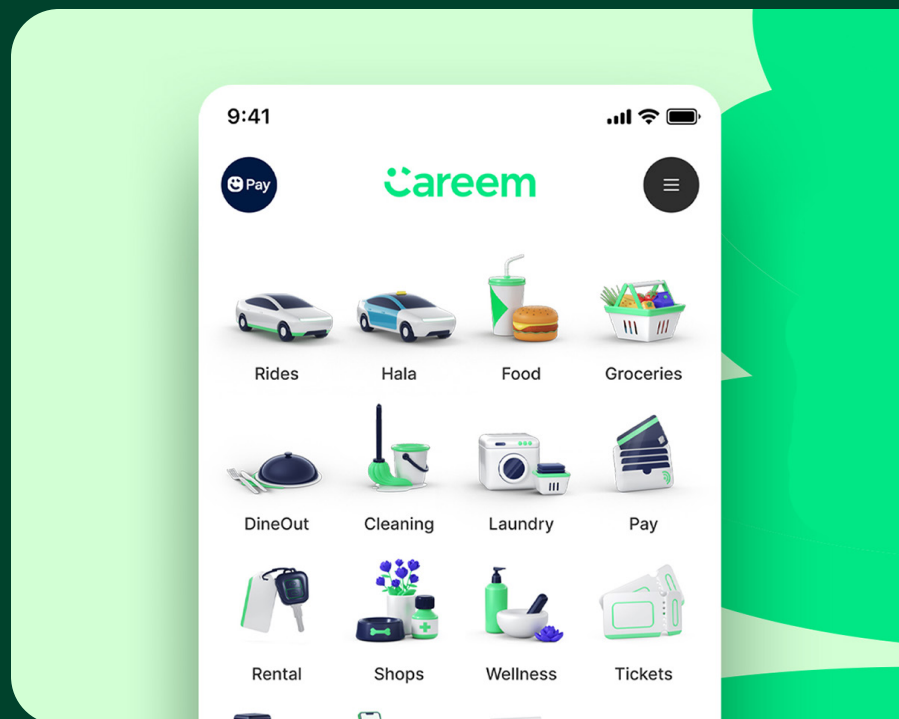 9:41
Pay
Careem
Rides
Hala
Food
Groceries
DineOut
Cleaning
Laundry
Pay
Rental
Shops
Wellness
Tickets